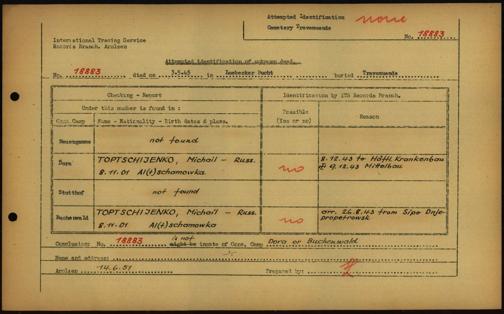 Attempted Identification none
Cemetery Travemuende
No. 18883
International Tracing Service
Records Branch, Arolsen
Attempted identification of unknown dead.
No. 18883 died on 3.5.45 in Luebecker Bucht buried Travemuende
Checking - Report
Identification by ITS Records Branch.
Under this number is found in :
Possible (Yes or no)
Reason
Conc. Camp
Name - Nationality - Birth dates & place.
Neuengamme
not found
Dora
TOPTSCHIJENKO, Michail - Russ.
8.11.01 Al(t)schamowka.
no
8.12.43 to Häftl. Krankenbau
9.12.43 Mittelbau
Stutthof
not found
Buchenwald
TOPTSCHIJENKO, Michail - Russ.
8.11.01 Al(t)schamowka
no
arr. 26.8.43 from Sipo Dnje-
propetrowsk
Conclusion: No. 18883 is not might be inmate of Conc. Camp Dora or Buchenwald
Name and address:
Arolsen 14.6.51 Prepared by: